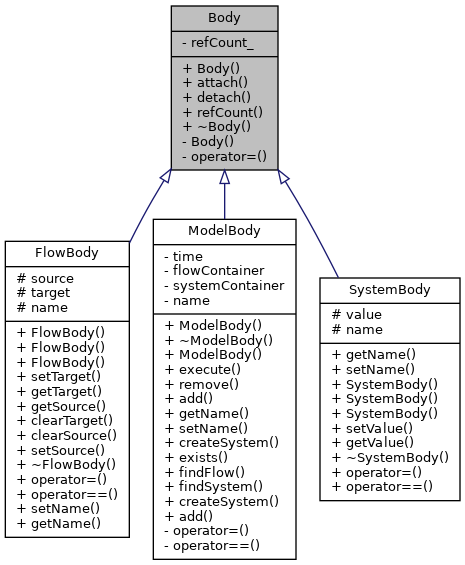 Body
- refCount_
+ Body()
+ attach()
+ detach()
+ refCount()
+ ~Body()
- Body()
- operator=()
FlowBody
# source
# target
# name
+ FlowBody()
+ FlowBody()
+ FlowBody()
+ setTarget()
+ getTarget()
+ getSource()
+ clearTarget()
+ clearSource()
+ setSource()
+ ~FlowBody()
+ operator=()
+ operator==()
+ setName()
+ getName()
ModelBody
- time
- flowContainer
- systemContainer
- name
+ ModelBody()
+ ~ModelBody()
+ ModelBody()
+ execute()
+ remove()
+ add()
+ getName()
+ setName()
+ createSystem()
+ exists()
+ findFlow()
+ findSystem()
+ createSystem()
+ add()
- operator=()
- operator==()
SystemBody
# value
# name
+ getName()
+ setName()
+ SystemBody()
+ SystemBody()
+ SystemBody()
+ setValue()
+ getValue()
+ ~SystemBody()
+ operator=()
+ operator==()